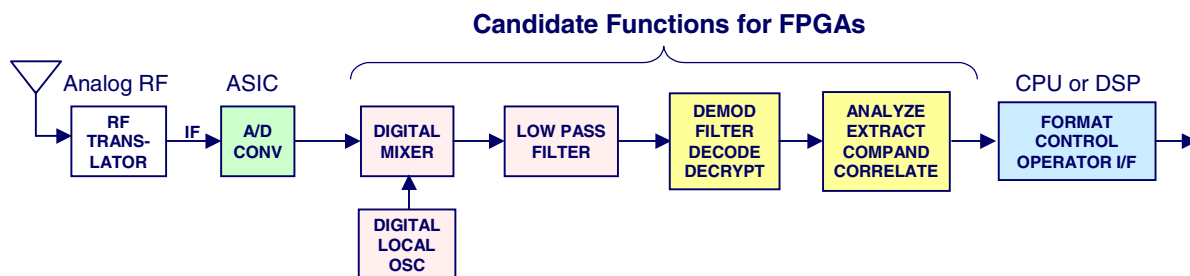 Candidate Functions for FPGAs
Analog RF
ASIC
CPU or DSP
RF
TRANS-
LATOR
IF
A/D
CONV
DIGITAL
MIXER
LOW PASS
FILTER
DEMOD
FILTER
DECODE
DECRYPT
ANALYZE
EXTRACT
COMPAND
CORRELATE
FORMAT
CONTROL
OPERATOR I/F
DIGITAL
LOCAL
OSC